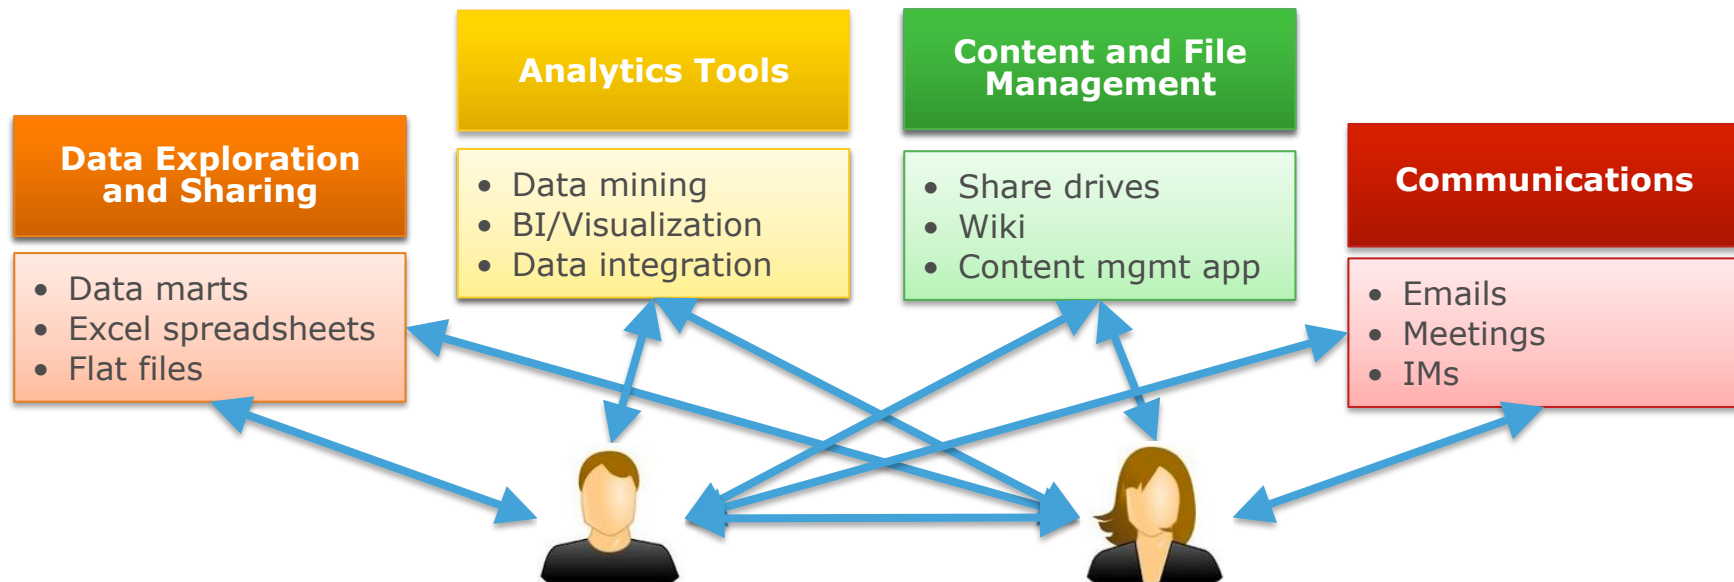 Data Exploration
and Sharing
• Data marts
• Excel spreadsheets
• Flat files
Analytics Tools
• Data mining
• BI/Visualization
• Data integration
Content and File
Management
• Share drives
• Wiki
• Content mgmt app
Communications
• Emails
• Meetings
• IMs